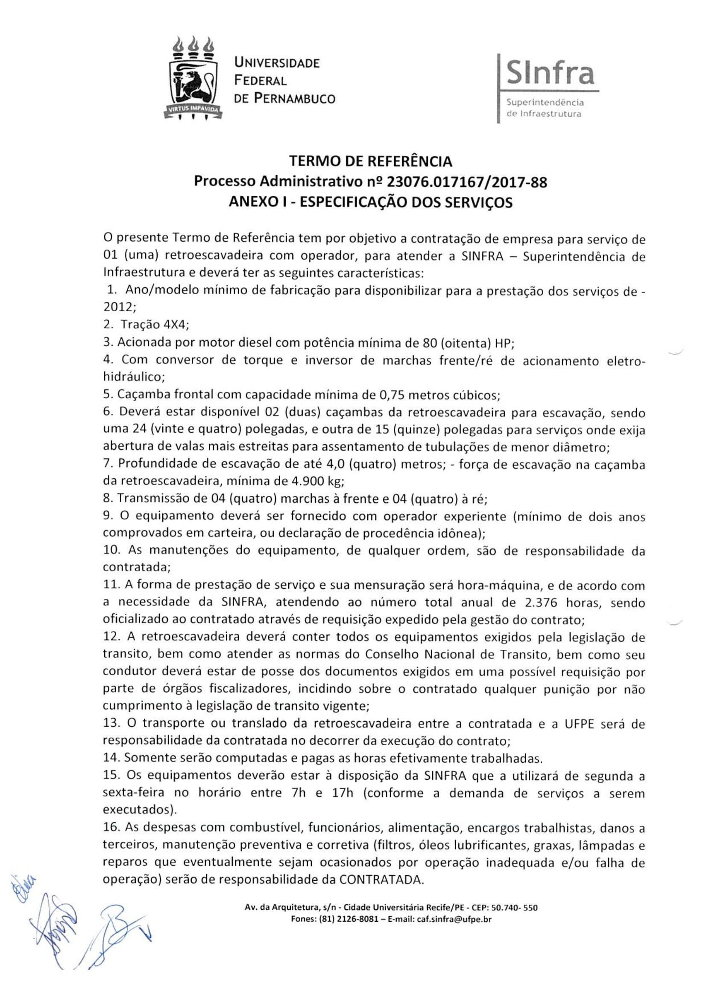 UNIVERSIDADE
FEDERAL
DE PERNAMBUCO
VIRTUS IMPAVIDA
SInfra
Superintendência
de Infraestrutura
TERMO DE REFERÊNCIA
Processo Administrativo nº 23076.017167/2017-88
ANEXO I - ESPECIFICAÇÃO DOS SERVIÇOS
O presente Termo de Referência tem por objetivo a contratação de empresa para serviço de
01 (uma) retroescavadeira com operador, para atender a SINFRA – Superintendência de
Infraestrutura e deverá ter as seguintes características:
1. Ano/modelo mínimo de fabricação para disponibilizar para a prestação dos serviços de -
2012;
2. Tração 4X4;
3. Acionada por motor diesel com potência mínima de 80 (oitenta) HP;
4. Com conversor de torque e inversor de marchas frente/ré de acionamento eletro-
hidráulico;
5. Caçamba frontal com capacidade mínima de 0,75 metros cúbicos;
6. Deverá estar disponível 02 (duas) caçambas da retroescavadeira para escavação, sendo
uma 24 (vinte e quatro) polegadas, e outra de 15 (quinze) polegadas para serviços onde exija
abertura de valas mais estreitas para assentamento de tubulações de menor diâmetro;
7. Profundidade de escavação de até 4,0 (quatro) metros; - força de escavação na caçamba
da retroescavadeira, mínima de 4.900 kg;
8. Transmissão de 04 (quatro) marchas à frente e 04 (quatro) à ré;
9. O equipamento deverá ser fornecido com operador experiente (mínimo de dois anos
comprovados em carteira, ou declaração de procedência idônea);
10. As manutenções do equipamento, de qualquer ordem, são de responsabilidade da
contratada;
11. A forma de prestação de serviço e sua mensuração será hora-máquina, e de acordo com
a necessidade da SINFRA, atendendo ao número total anual de 2.376 horas, sendo
oficializado ao contratado através de requisição expedido pela gestão do contrato;
12. A retroescavadeira deverá conter todos os equipamentos exigidos pela legislação de
transito, bem como atender as normas do Conselho Nacional de Transito, bem como seu
condutor deverá estar de posse dos documentos exigidos em uma possível requisição por
parte de órgãos fiscalizadores, incidindo sobre o contratado qualquer punição por não
cumprimento à legislação de transito vigente;
13. O transporte ou translado da retroescavadeira entre a contratada e a UFPE será de
responsabilidade da contratada no decorrer da execução do contrato;
14. Somente serão computadas e pagas as horas efetivamente trabalhadas.
15. Os equipamentos deverão estar à disposição da SINFRA que a utilizará de segunda a
sexta-feira no horário entre 7h e 17h (conforme a demanda de serviços a serem
executados).
16. As despesas com combustível, funcionários, alimentação, encargos trabalhistas, danos a
terceiros, manutenção preventiva e corretiva (filtros, óleos lubrificantes, graxas, lâmpadas e
reparos que eventualmente sejam ocasionados por operação inadequada e/ou falha de
operação) serão de responsabilidade da CONTRATADA.
Av. da Arquitetura, s/n - Cidade Universitária Recife/PE - CEP: 50.740- 550
Fones: (81) 2126-8081 – E-mail: caf.sinfra@ufpe.br